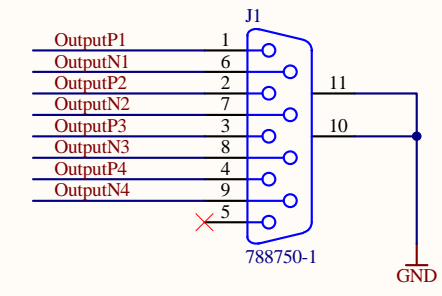 J1
OutputP1 1
OutputN1 6
OutputP2 2 11
OutputN2 7
OutputP3 3 10
OutputN3 8
OutputP4 4
OutputN4 9
5
788750-1
GND